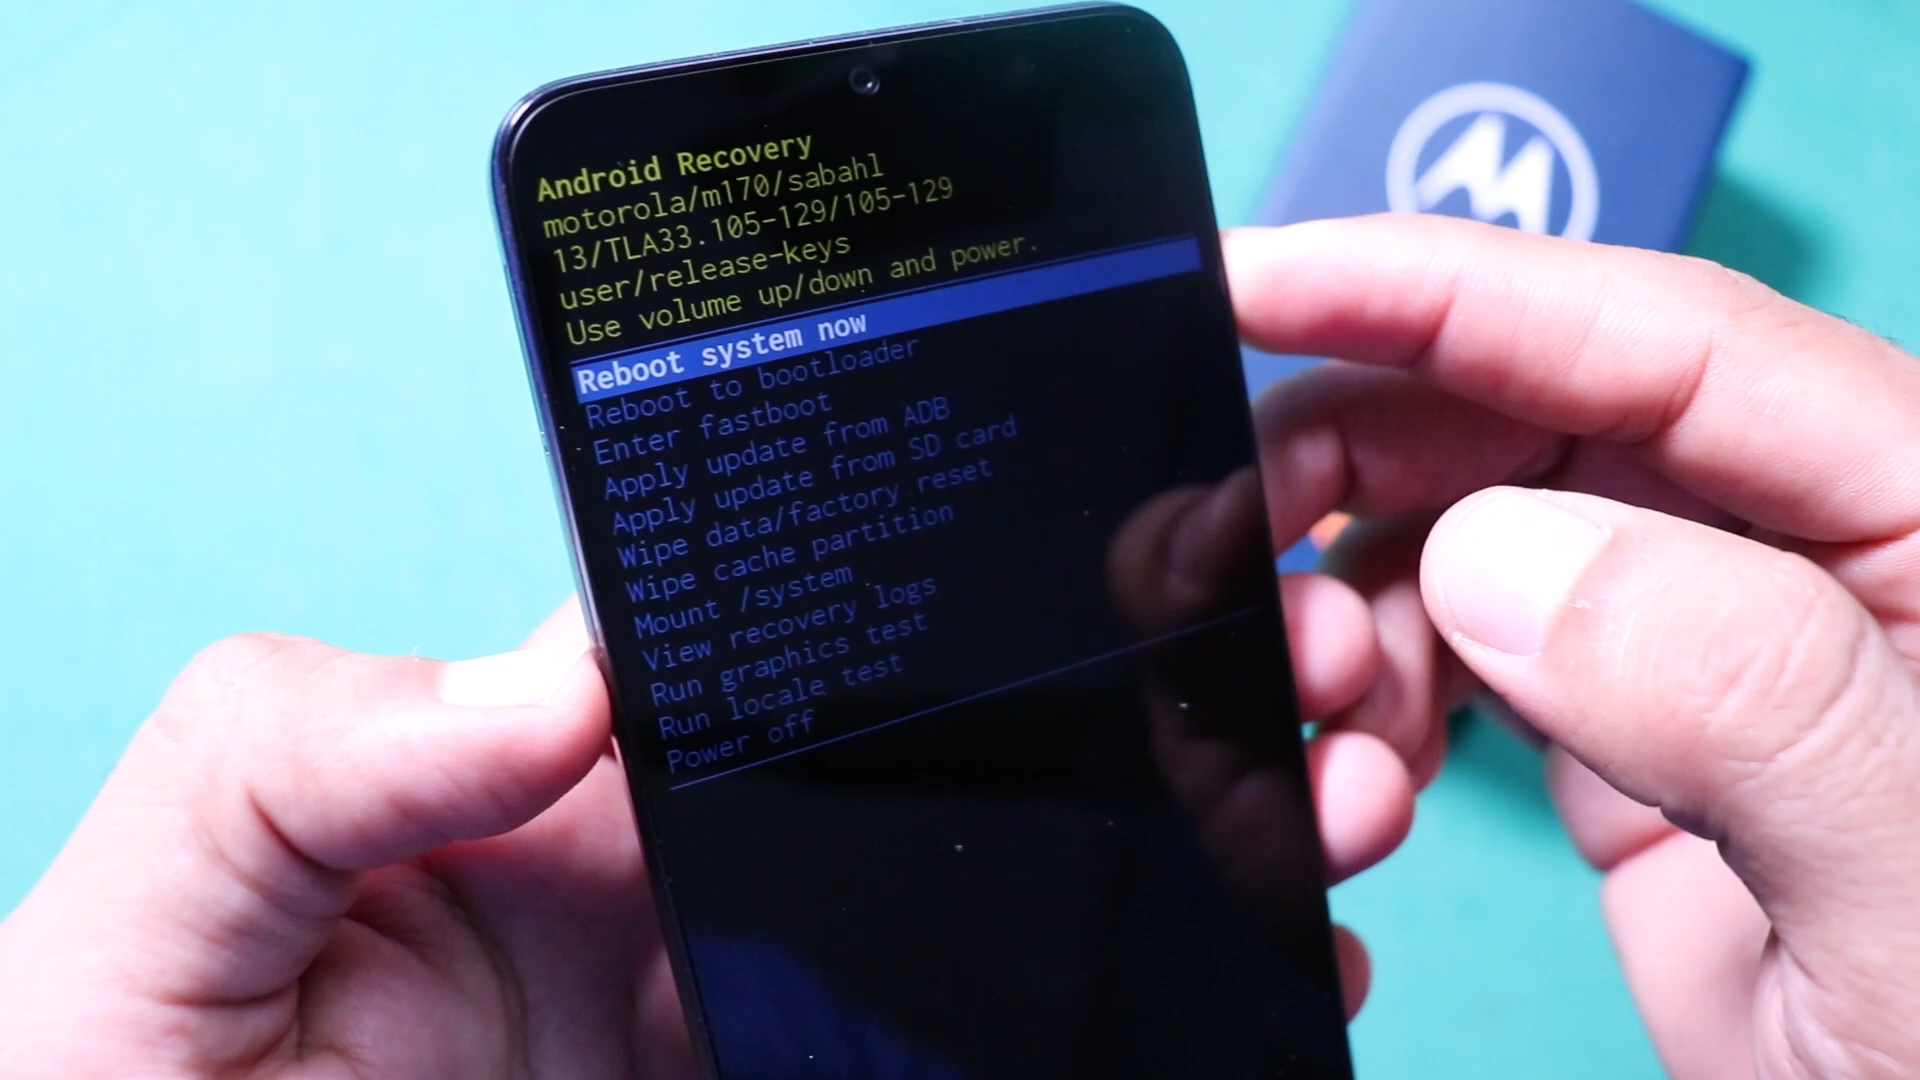 Android Recovery
motorola/m170/sabahl
13/TLA33.105-129/105-129
user/release-keys
Use volume up/down and power.
Reboot system now
Reboot to bootloader
Enter fastboot
Apply update from ADB
Apply update from SD card
Wipe data/factory reset
Wipe cache partition
Mount /system
View recovery logs
Run graphics test
Run locale test
Power off